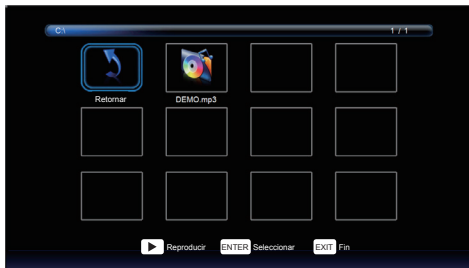 C:\ 1 / 1
Retornar DEMO.mp3
Reproducir ENTER Seleccionar EXIT Fin